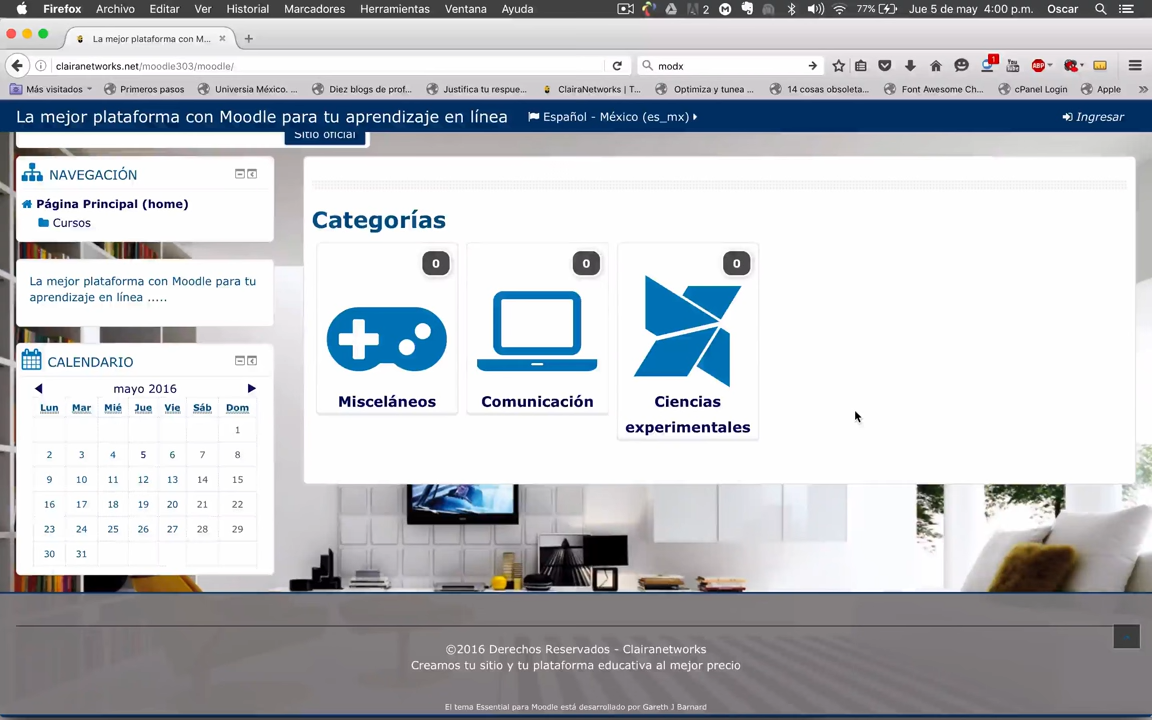 Firefox Archivo Editar Ver Historial Marcadores Herramientas Ventana Ayuda 2 77% Jue 5 de may 4:00 p.m. Oscar
La mejor plataforma con M...
clairanetworks.net/moodle303/moodle/ modx 1 ABP
Más visitados Primeros pasos Universia México. ... Diez blogs de prof... Justifica tu respue... ClairaNetworks | T... Optimiza y tunea ... 14 cosas obsoleta... Font Awesome Ch... cPanel Login Apple
La mejor plataforma con Moodle para tu aprendizaje en línea Español - México (es_mx) Ingresar
Sitio oficial
NAVEGACIÓN
Página Principal (home)
Cursos
La mejor plataforma con Moodle para tu
aprendizaje en línea .....
CALENDARIO
mayo 2016
Lun Mar Mié Jue Vie Sáb Dom
1
2 3 4 5 6 7 8
9 10 11 12 13 14 15
16 17 18 19 20 21 22
23 24 25 26 27 28 29
30 31
Categorías
0 0 0
Misceláneos Comunicación Ciencias
experimentales
©2016 Derechos Reservados - Clairanetworks
Creamos tu sitio y tu plataforma educativa al mejor precio
El tema Essential para Moodle está desarrollado por Gareth J Barnard